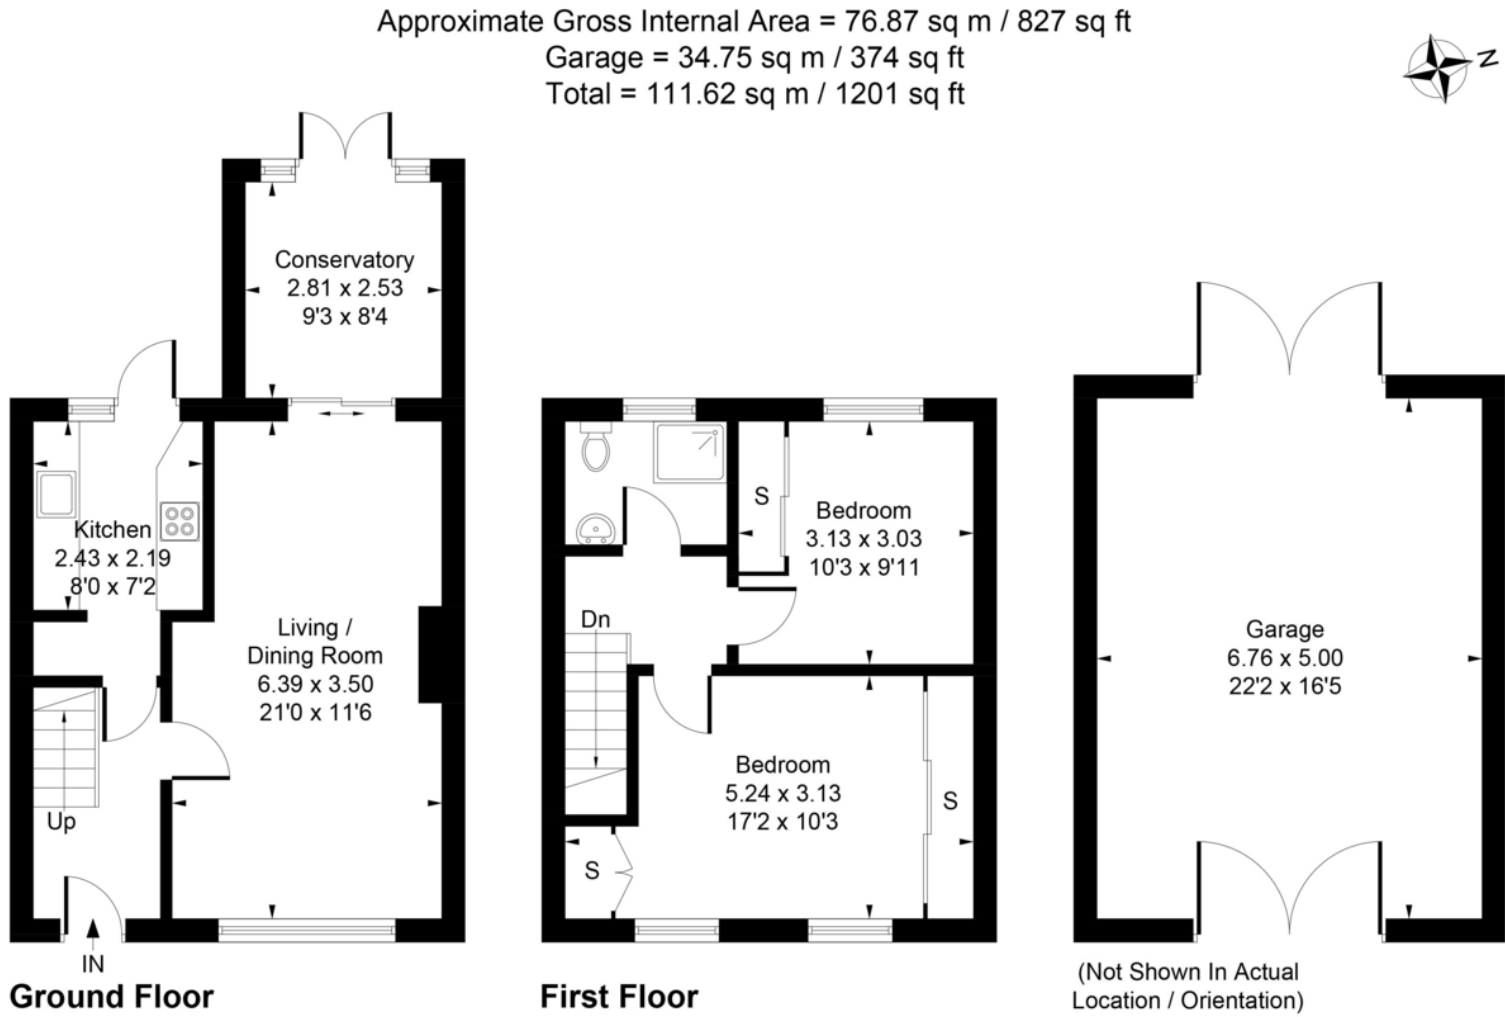 Approximate Gross Internal Area = 76.87 sq m / 827 sq ft
Garage = 34.75 sq m / 374 sq ft
Total = 111.62 sq m / 1201 sq ft
N
Conservatory
2.81 x 2.53
9'3 x 8'4
Kitchen
2.43 x 2.19
8'0 x 7'2
Living /
Dining Room
6.39 x 3.50
21'0 x 11'6
Up
IN
Ground Floor
S
Bedroom
3.13 x 3.03
10'3 x 9'11
Dn
Bedroom
5.24 x 3.13
17'2 x 10'3
S
S
First Floor
Garage
6.76 x 5.00
22'2 x 16'5
(Not Shown In Actual
Location / Orientation)